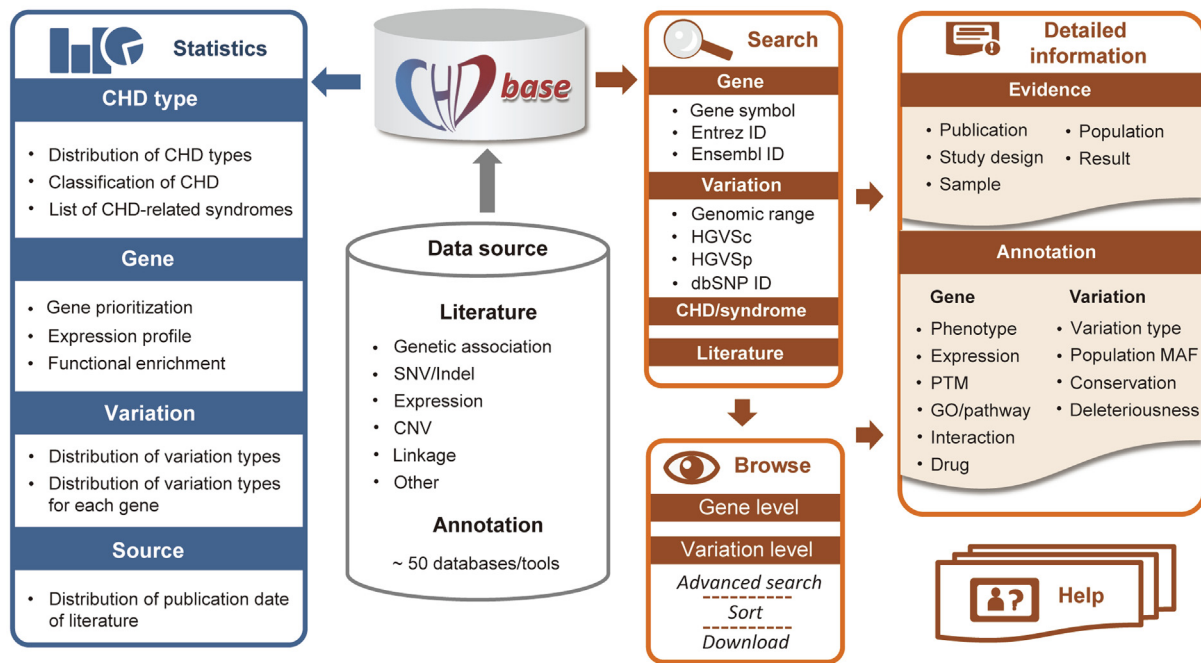 Statistics
CHD type
• Distribution of CHD types
• Classification of CHD
• List of CHD-related syndromes
Gene
• Gene prioritization
• Expression profile
• Functional enrichment
Variation
• Distribution of variation types
• Distribution of variation types
for each gene
Source
• Distribution of publication date
of literature
CHD base
Data source
Literature
• Genetic association
• SNV/Indel
• Expression
• CNV
• Linkage
• Other
Annotation
~ 50 databases/tools
Search
Gene
• Gene symbol
• Entrez ID
• Ensembl ID
Variation
• Genomic range
• HGVSc
• HGVSp
• dbSNP ID
CHD/syndrome
Literature
Browse
Gene level
Variation level
Advanced search
Sort
Download
Detailed
information
Evidence
• Publication
• Study design
• Sample
• Population
• Result
Annotation
Gene
• Phenotype
• Expression
• PTM
• GO/pathway
• Interaction
• Drug
Variation
• Variation type
• Population MAF
• Conservation
• Deleteriousness
? Help